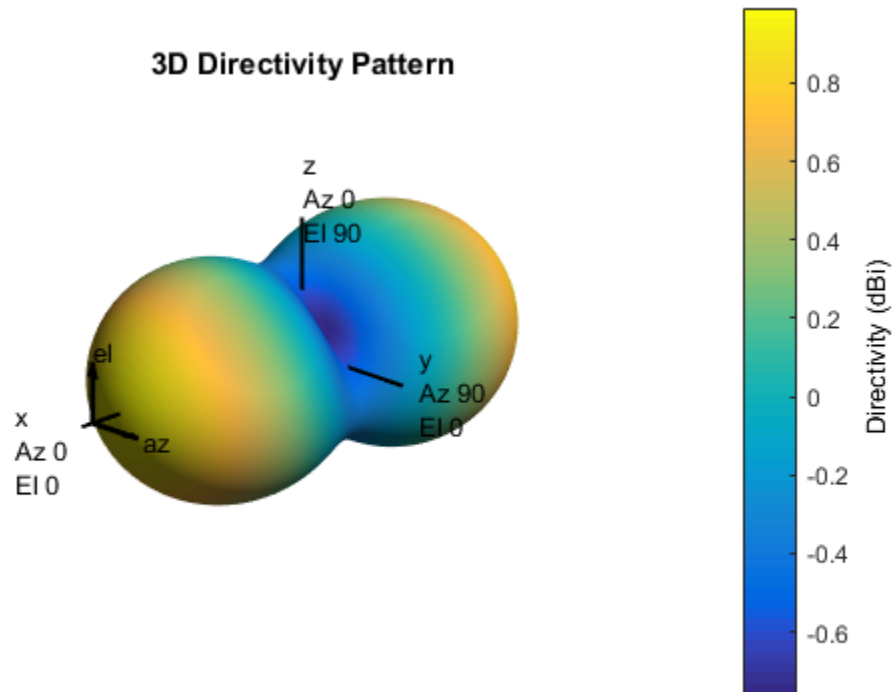 3D Directivity Pattern
z
Az 0
El 90
el
az
x
Az 0
El 0
y
Az 90
El 0
0.8
0.6
0.4
0.2
0
-0.2
-0.4
-0.6
Directivity (dBi)